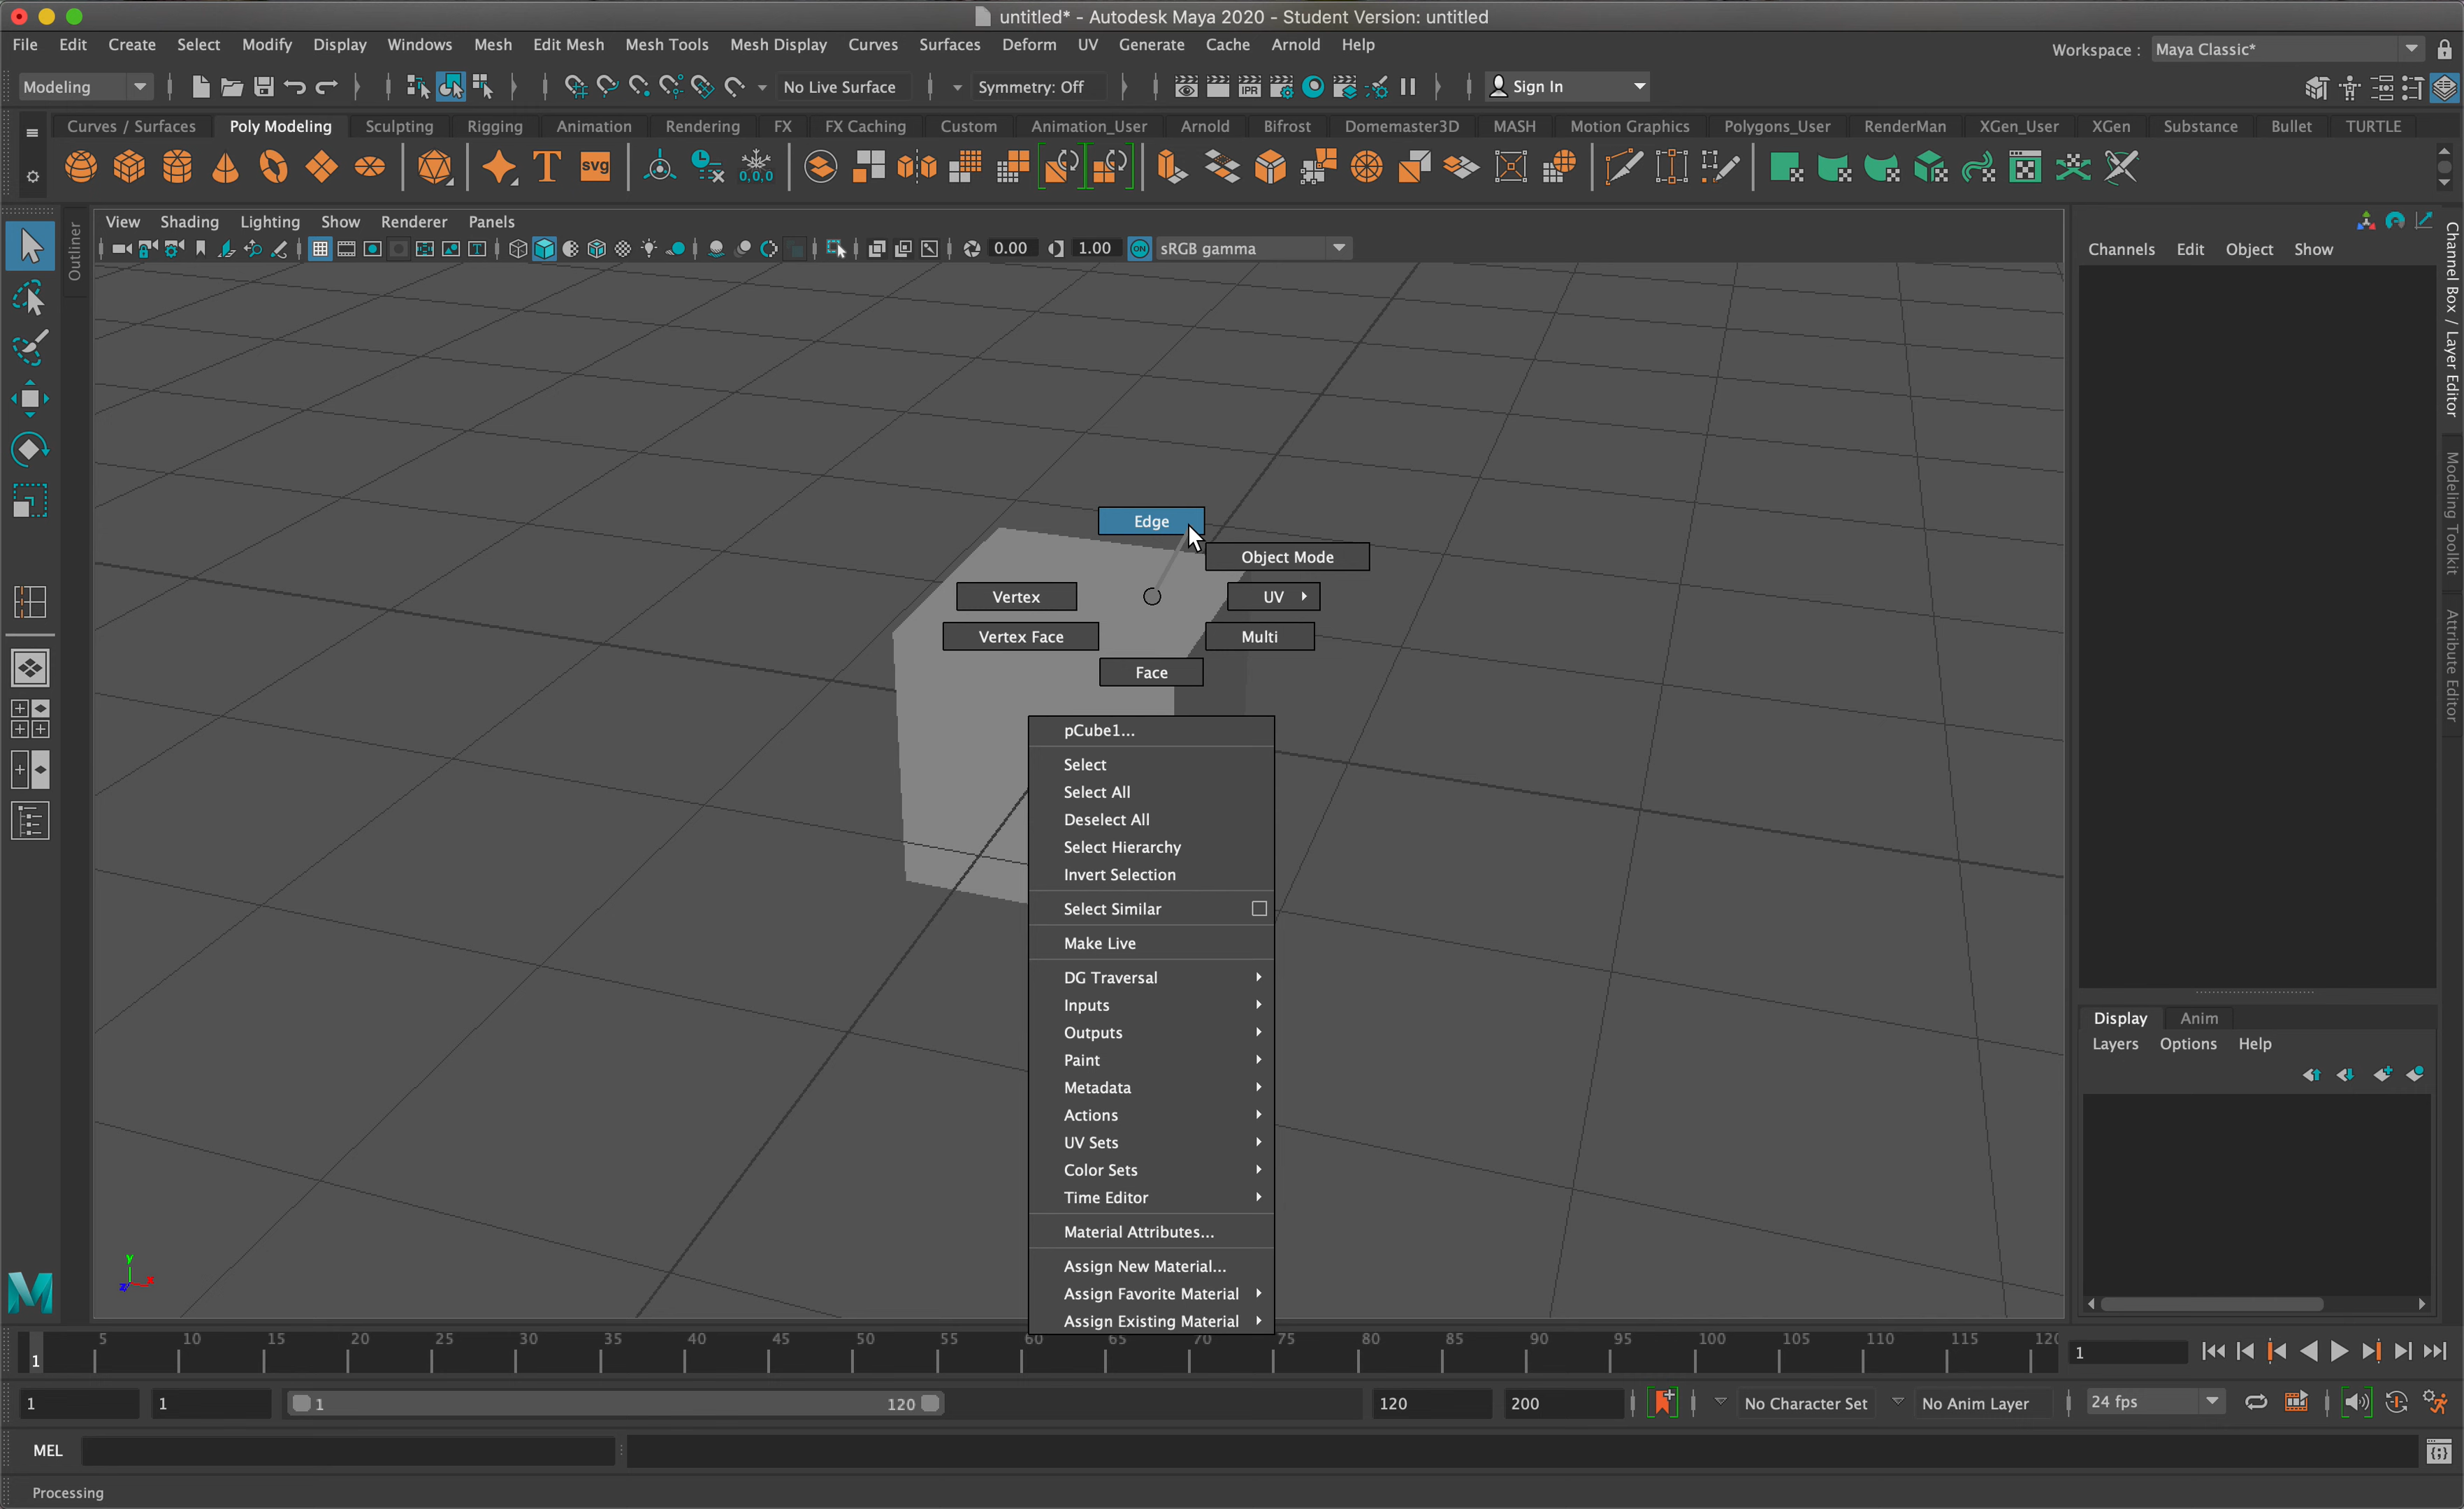 untitled* - Autodesk Maya 2020 - Student Version: untitled
File Edit Create Select Modify Display Windows Mesh Edit Mesh Mesh Tools Mesh Display Curves Surfaces Deform UV Generate Cache Arnold Help
Workspace : Maya Classic*
Modeling No Live Surface Symmetry: Off IPR Sign In
Curves / Surfaces Poly Modeling Sculpting Rigging Animation Rendering FX FX Caching Custom Animation_User Arnold Bifrost Domemaster3D MASH Motion Graphics Polygons_User RenderMan XGen_User XGen Substance Bullet TURTLE
T svg 0,0,0
Outliner
View Shading Lighting Show Renderer Panels
0.00 1.00 ON sRGB gamma
Channels Edit Object Show
Channel Box / Layer Editor
Modeling Toolkit
Attribute Editor
Edge
Object Mode
Vertex UV
Vertex Face Multi
Face
pCube1...
Select
Select All
Deselect All
Select Hierarchy
Invert Selection
Select Similar
Make Live
DG Traversal
Inputs
Outputs
Paint
Metadata
Actions
UV Sets
Color Sets
Time Editor
Material Attributes...
Assign New Material...
Assign Favorite Material
Assign Existing Material
Display Anim
Layers Options Help
y
z x
M
5 10 15 20 25 30 35 40 45 50 55 60 65 70 75 80 85 90 95 100 105 110 115 120
1 1
1 1 1 120 120 200 No Character Set No Anim Layer 24 fps
MEL
Processing